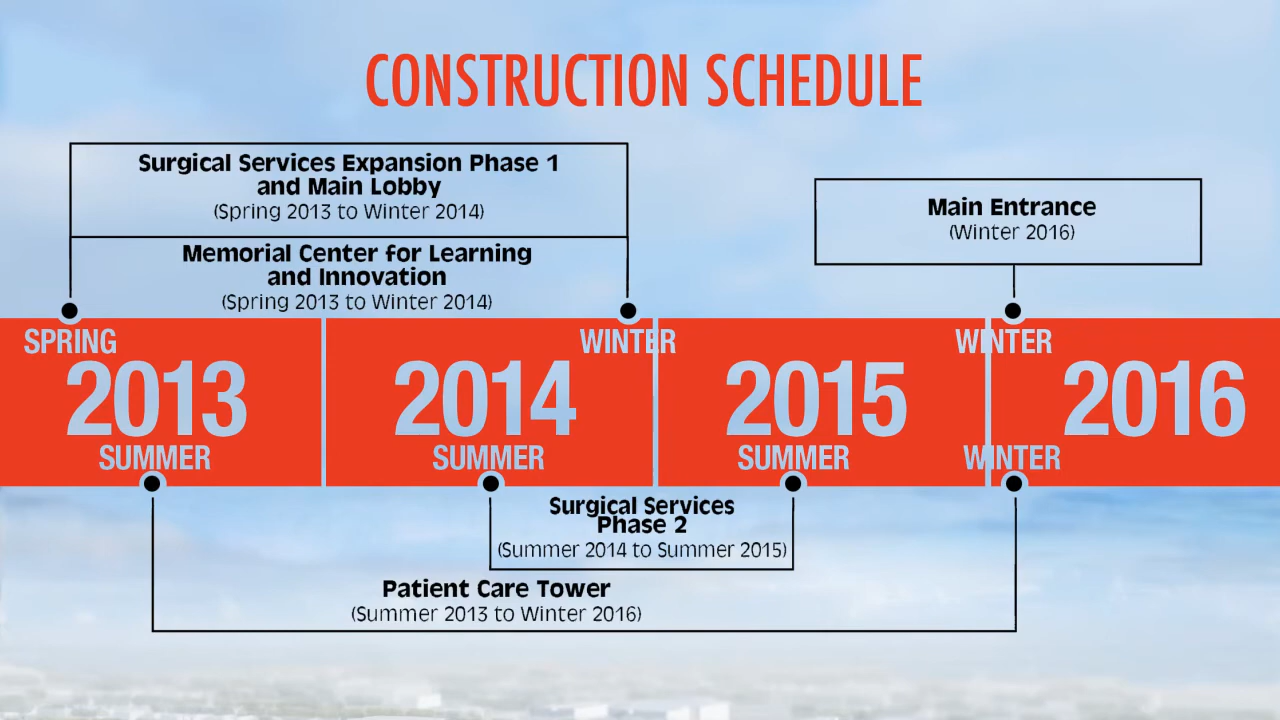 CONSTRUCTION SCHEDULE
Surgical Services Expansion Phase 1
and Main Lobby
(Spring 2013 to Winter 2014)
Memorial Center for Learning
and Innovation
(Spring 2013 to Winter 2014)
Main Entrance
(Winter 2016)
SPRING
WINTER
WINTER
2013
2014
2015
2016
SUMMER
SUMMER
SUMMER
WINTER
Surgical Services
Phase 2
(Summer 2014 to Summer 2015)
Patient Care Tower
(Summer 2013 to Winter 2016)